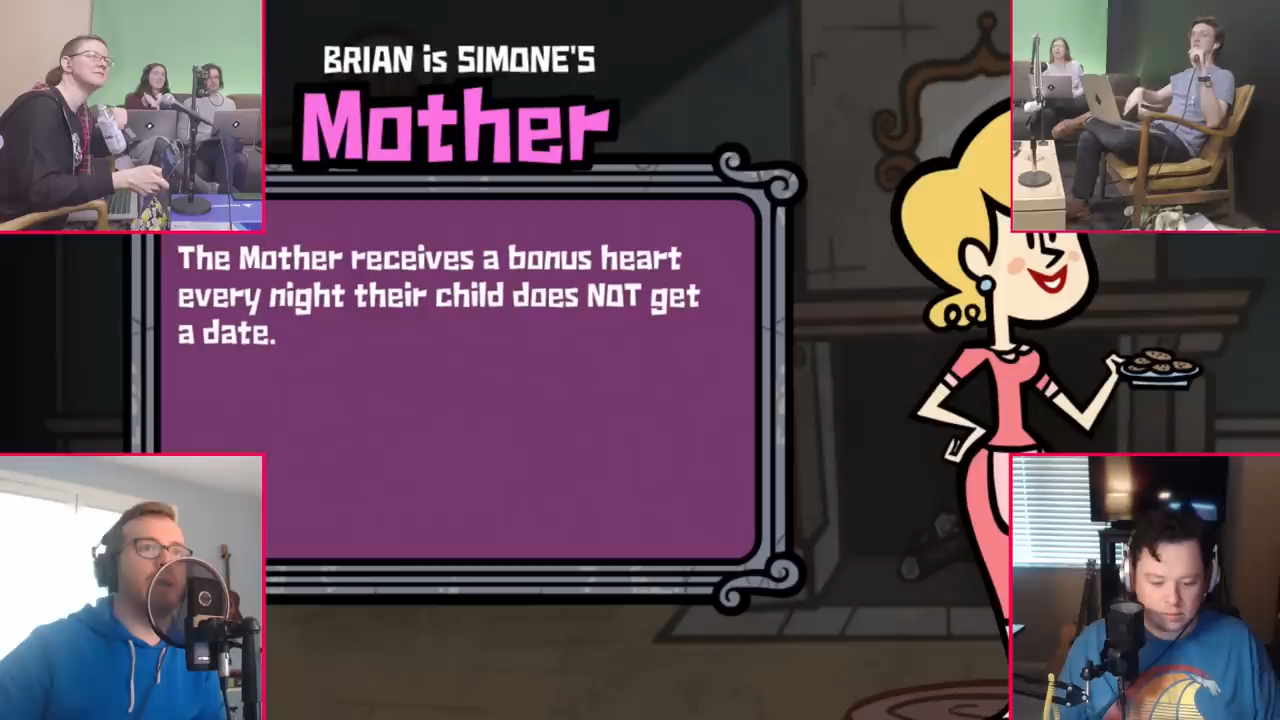 BRIAN is SIMONE'S
Mother
The Mother receives a bonus heart
every night their child does NOT get
a date.